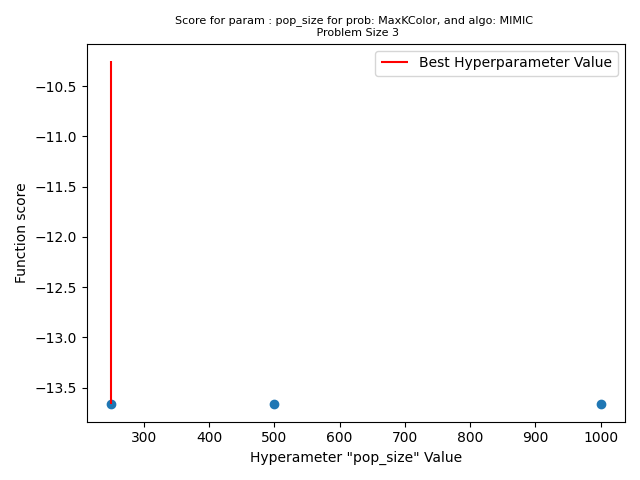 Score for param : pop_size for prob: MaxKColor, and algo: MIMIC
Problem Size 3
Best Hyperparameter Value
−10.5
−11.0
−11.5
−12.0
−12.5
−13.0
−13.5
Function score
300 400 500 600 700 800 900 1000
Hyperameter "pop_size" Value